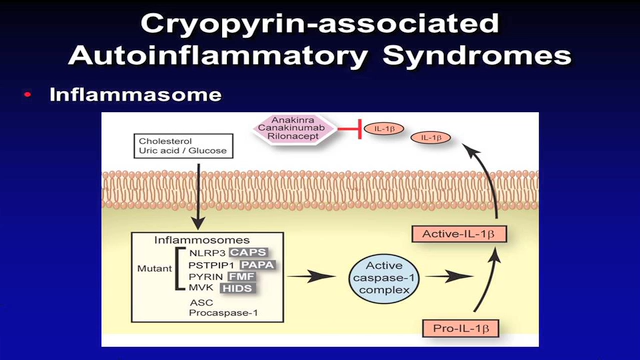 Cryopyrin-associated
Autoinflammatory Syndromes
• Inflammasome
Anakinra
Canakinumab
Rilonacept
IL-1β
IL-1β
Cholesterol
Uric acid / Glucose
Active-IL-1β
Inflammosomes
Mutant
NLRP3 CAPS
PSTPIP1 PAPA
PYRIN FMF
MVK HIDS
ASC
Procaspase-1
Active
caspase-1
complex
Pro-IL-1β